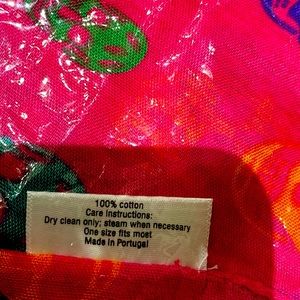 100% cotton
Care Instructions:
Dry clean only; steam when necessary
One size fits most
Made in Portugal